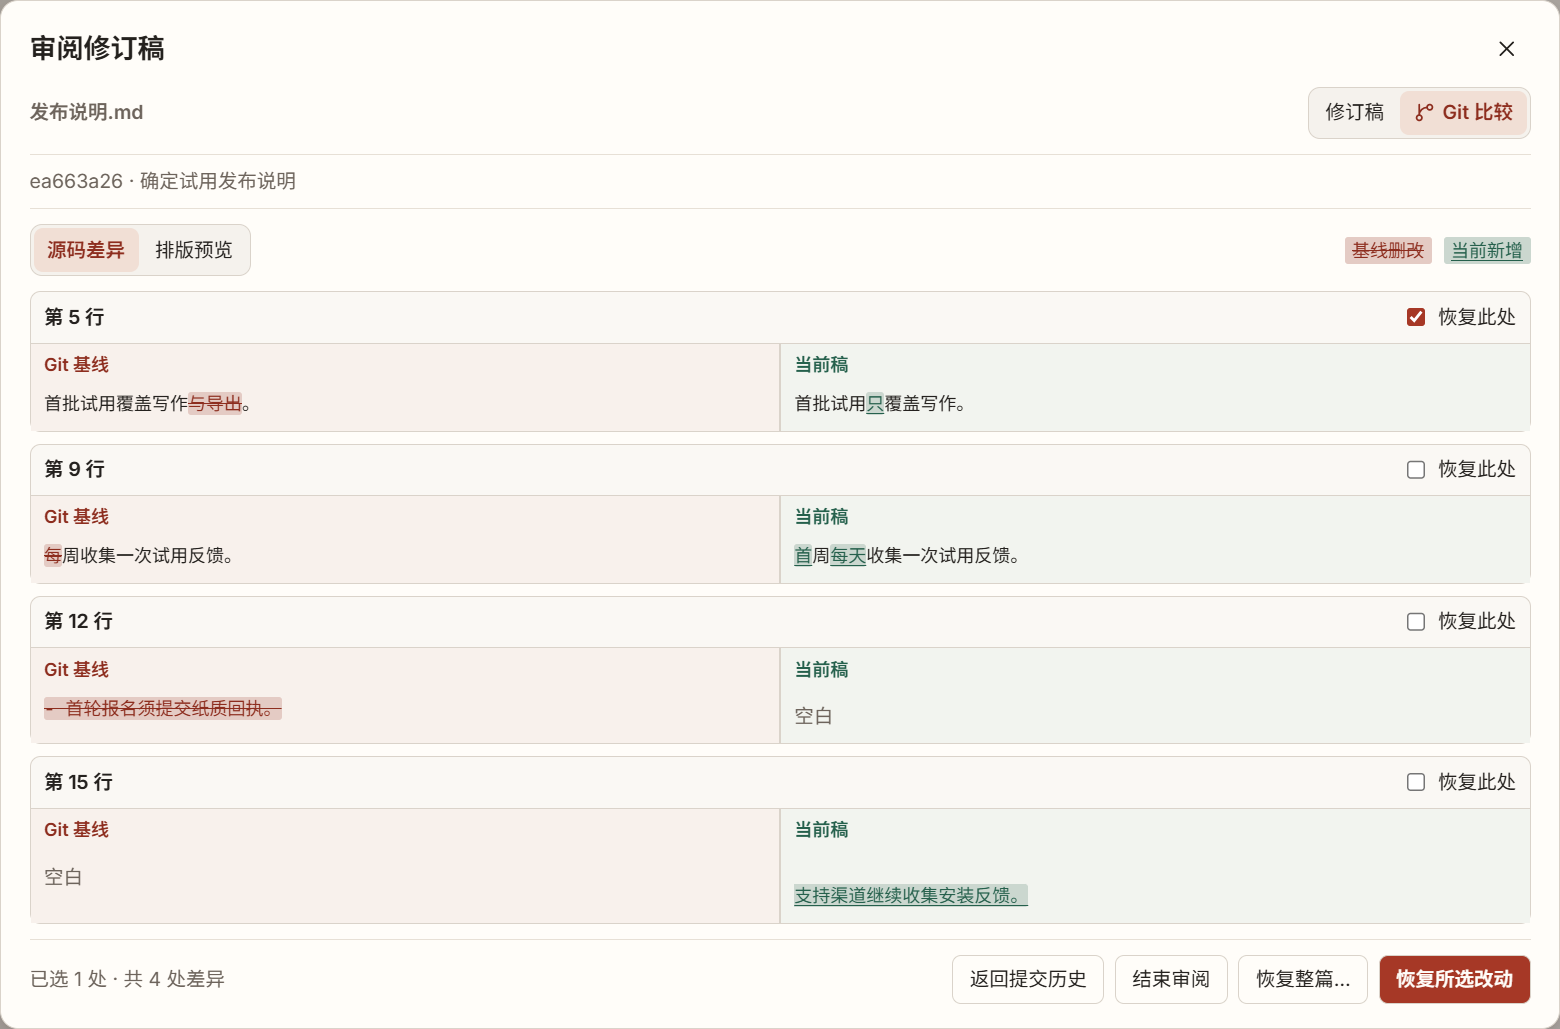 审阅修订稿
发布说明.md
修订稿 Git 比较
ea663a26 · 确定试用发布说明
源码差异 排版预览 基线删改 当前新增
第 5 行 恢复此处
Git 基线 当前稿
首批试用覆盖写作与导出。 首批试用只覆盖写作。
第 9 行 恢复此处
Git 基线 当前稿
每周收集一次试用反馈。 首周每天收集一次试用反馈。
第 12 行 恢复此处
Git 基线 当前稿
- 首轮报名须提交纸质回执。 空白
第 15 行 恢复此处
Git 基线 当前稿
空白 支持渠道继续收集安装反馈。
已选 1 处 · 共 4 处差异 返回提交历史 结束审阅 恢复整篇... 恢复所选改动